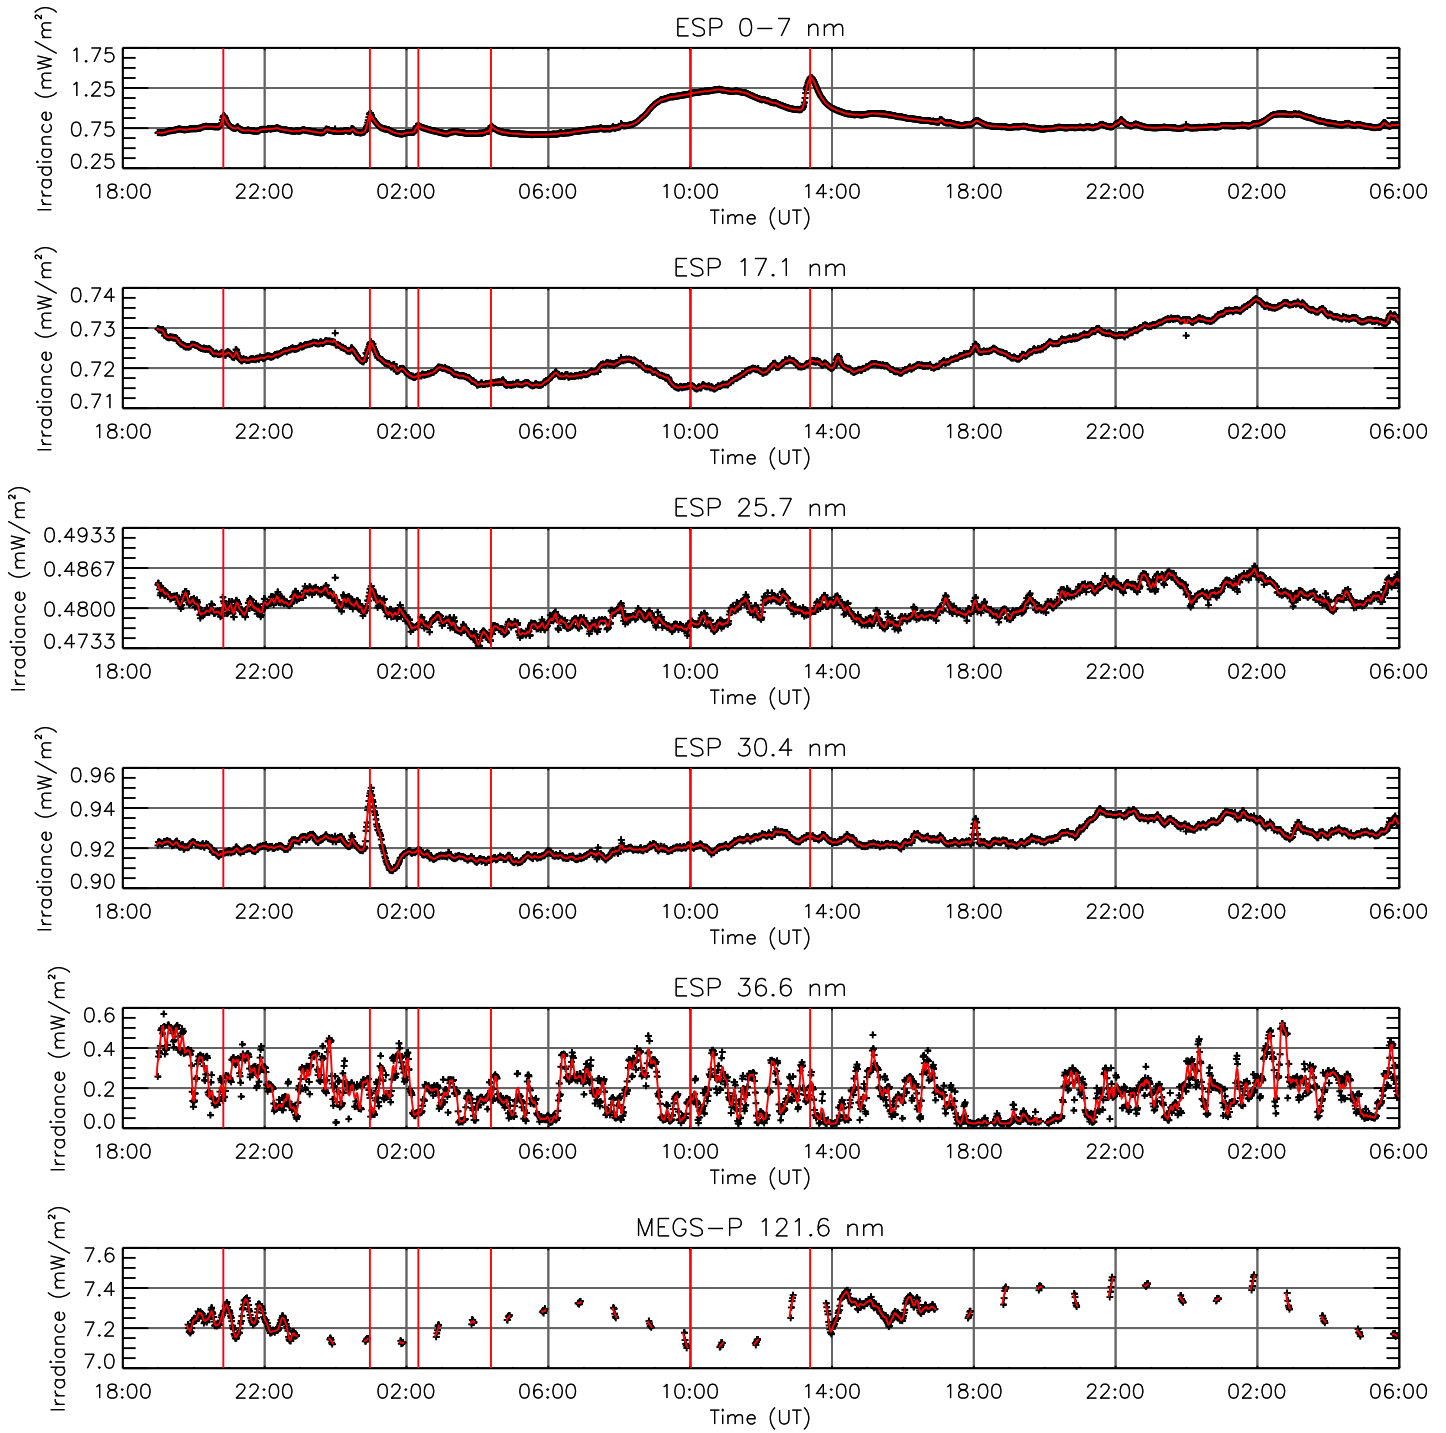 ESP 0−7 nm
Irradiance (mW/m²)
1.75
1.25
0.75
0.25
18:00 22:00 02:00 06:00 10:00 14:00 18:00 22:00 02:00 06:00
Time (UT)
ESP 17.1 nm
Irradiance (mW/m²)
0.74
0.73
0.72
0.71
18:00 22:00 02:00 06:00 10:00 14:00 18:00 22:00 02:00 06:00
Time (UT)
ESP 25.7 nm
Irradiance (mW/m²)
0.4933
0.4867
0.4800
0.4733
18:00 22:00 02:00 06:00 10:00 14:00 18:00 22:00 02:00 06:00
Time (UT)
ESP 30.4 nm
Irradiance (mW/m²)
0.96
0.94
0.92
0.90
18:00 22:00 02:00 06:00 10:00 14:00 18:00 22:00 02:00 06:00
Time (UT)
ESP 36.6 nm
Irradiance (mW/m²)
0.6
0.4
0.2
0.0
18:00 22:00 02:00 06:00 10:00 14:00 18:00 22:00 02:00 06:00
Time (UT)
MEGS−P 121.6 nm
Irradiance (mW/m²)
7.6
7.4
7.2
7.0
18:00 22:00 02:00 06:00 10:00 14:00 18:00 22:00 02:00 06:00
Time (UT)